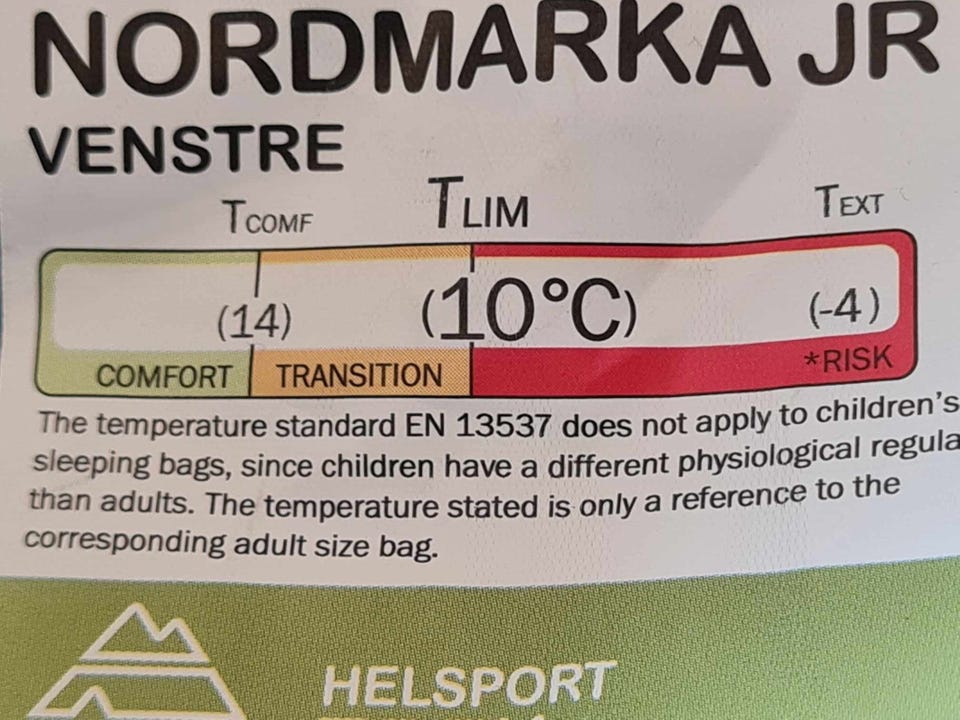 NORDMARKA JR
VENSTRE
TCOMF TLIM TEXT
(14) (10°C) (-4)
COMFORT TRANSITION *RISK
The temperature standard EN 13537 does not apply to children's
sleeping bags, since children have a different physiological regula
than adults. The temperature stated is only a reference to the
corresponding adult size bag.
HELSPORT